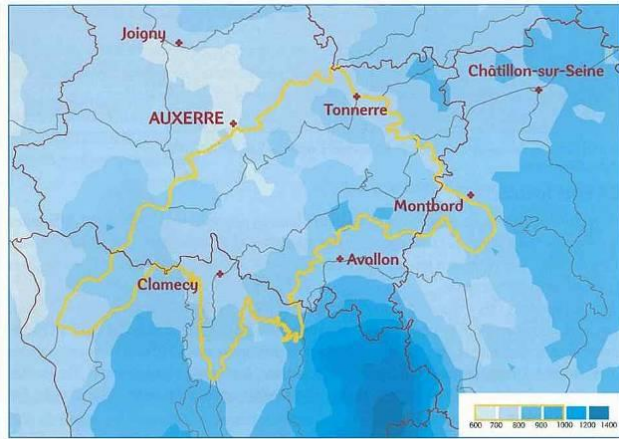 Joigny
Châtillon-sur-Seine
AUXERRE
Tonnerre
Montbard
Avallon
Clamecy
600 700 800 900 1000 1200 1400